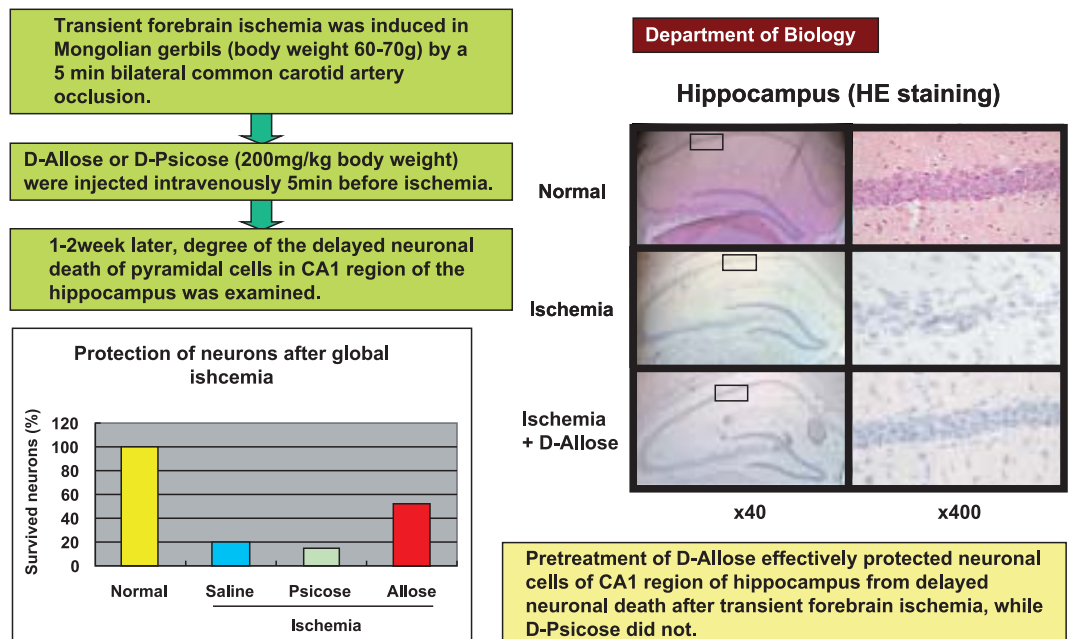 Transient forebrain ischemia was induced in
Mongolian gerbils (body weight 60-70g) by a
5 min bilateral common carotid artery
occlusion.
D-Allose or D-Psicose (200mg/kg body weight)
were injected intravenously 5min before ischemia.
1-2week later, degree of the delayed neuronal
death of pyramidal cells in CA1 region of the
hippocampus was examined.
Protection of neurons after global
ishcemia
Survived neurons (%)
120
100
80
60
40
20
0
Normal
Saline
Psicose
Allose
Ischemia
Department of Biology
Hippocampus (HE staining)
Normal
Ischemia
Ischemia
+ D-Allose
x40
x400
Pretreatment of D-Allose effectively protected neuronal
cells of CA1 region of hippocampus from delayed
neuronal death after transient forebrain ischemia, while
D-Psicose did not.